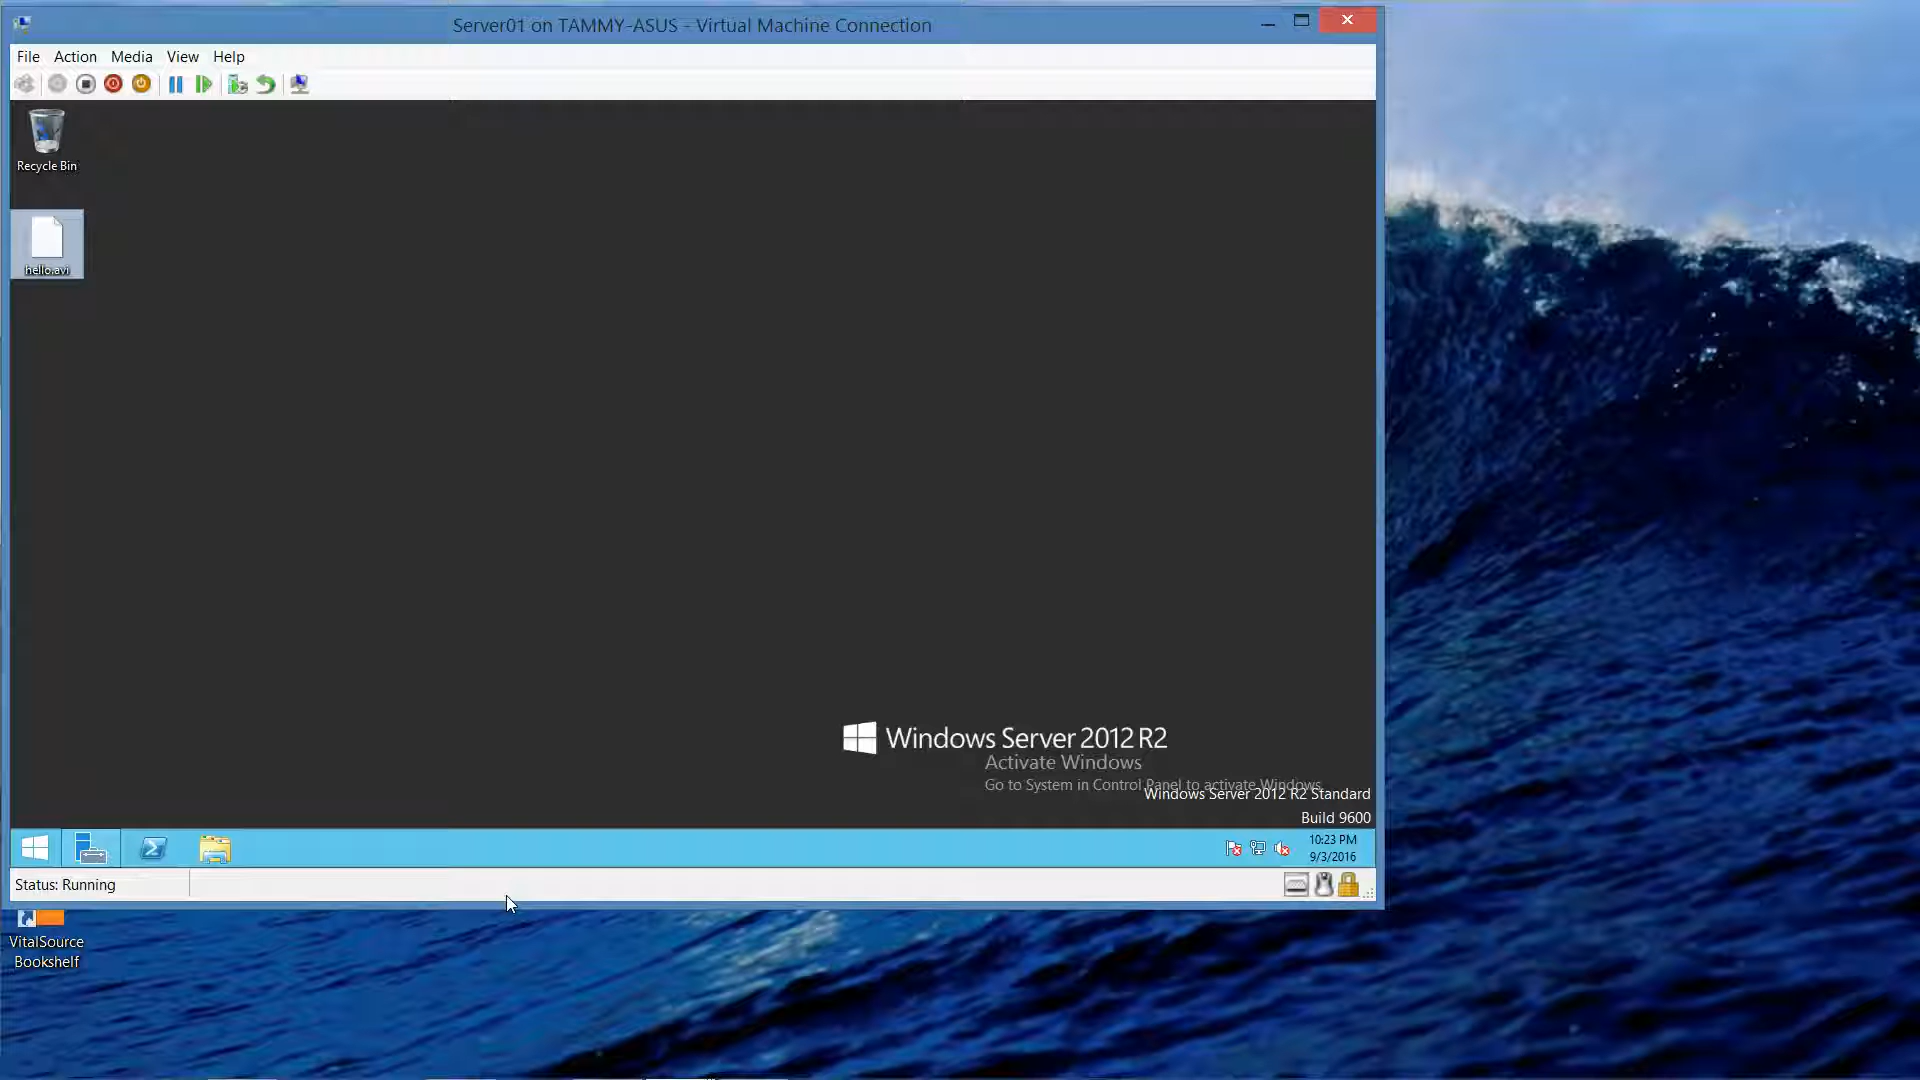 Server01 on TAMMY-ASUS - Virtual Machine Connection
File Action Media View Help
Recycle Bin
hello.avi
Windows Server 2012 R2
Activate Windows
Go to System in Control Panel to activate Windows.
Windows Server 2012 R2 Standard
Build 9600
10:23 PM
9/3/2016
Status: Running
VitalSource
Bookshelf